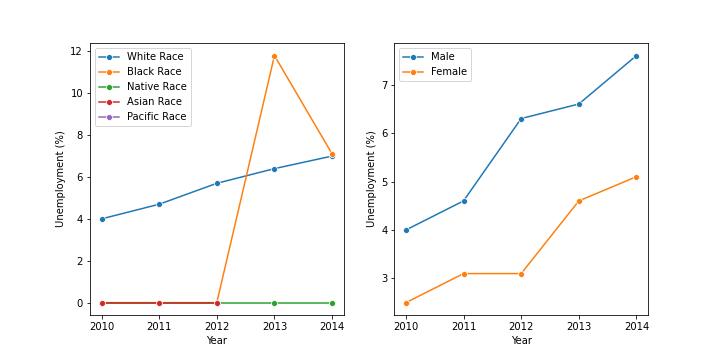 White Race
Black Race
Native Race
Asian Race
Pacific Race
12
10
8
6
4
2
0
Unemployment (%)
2010 2011 2012 2013 2014
Year
Male
Female
7
6
5
4
3
Unemployment (%)
2010 2011 2012 2013 2014
Year